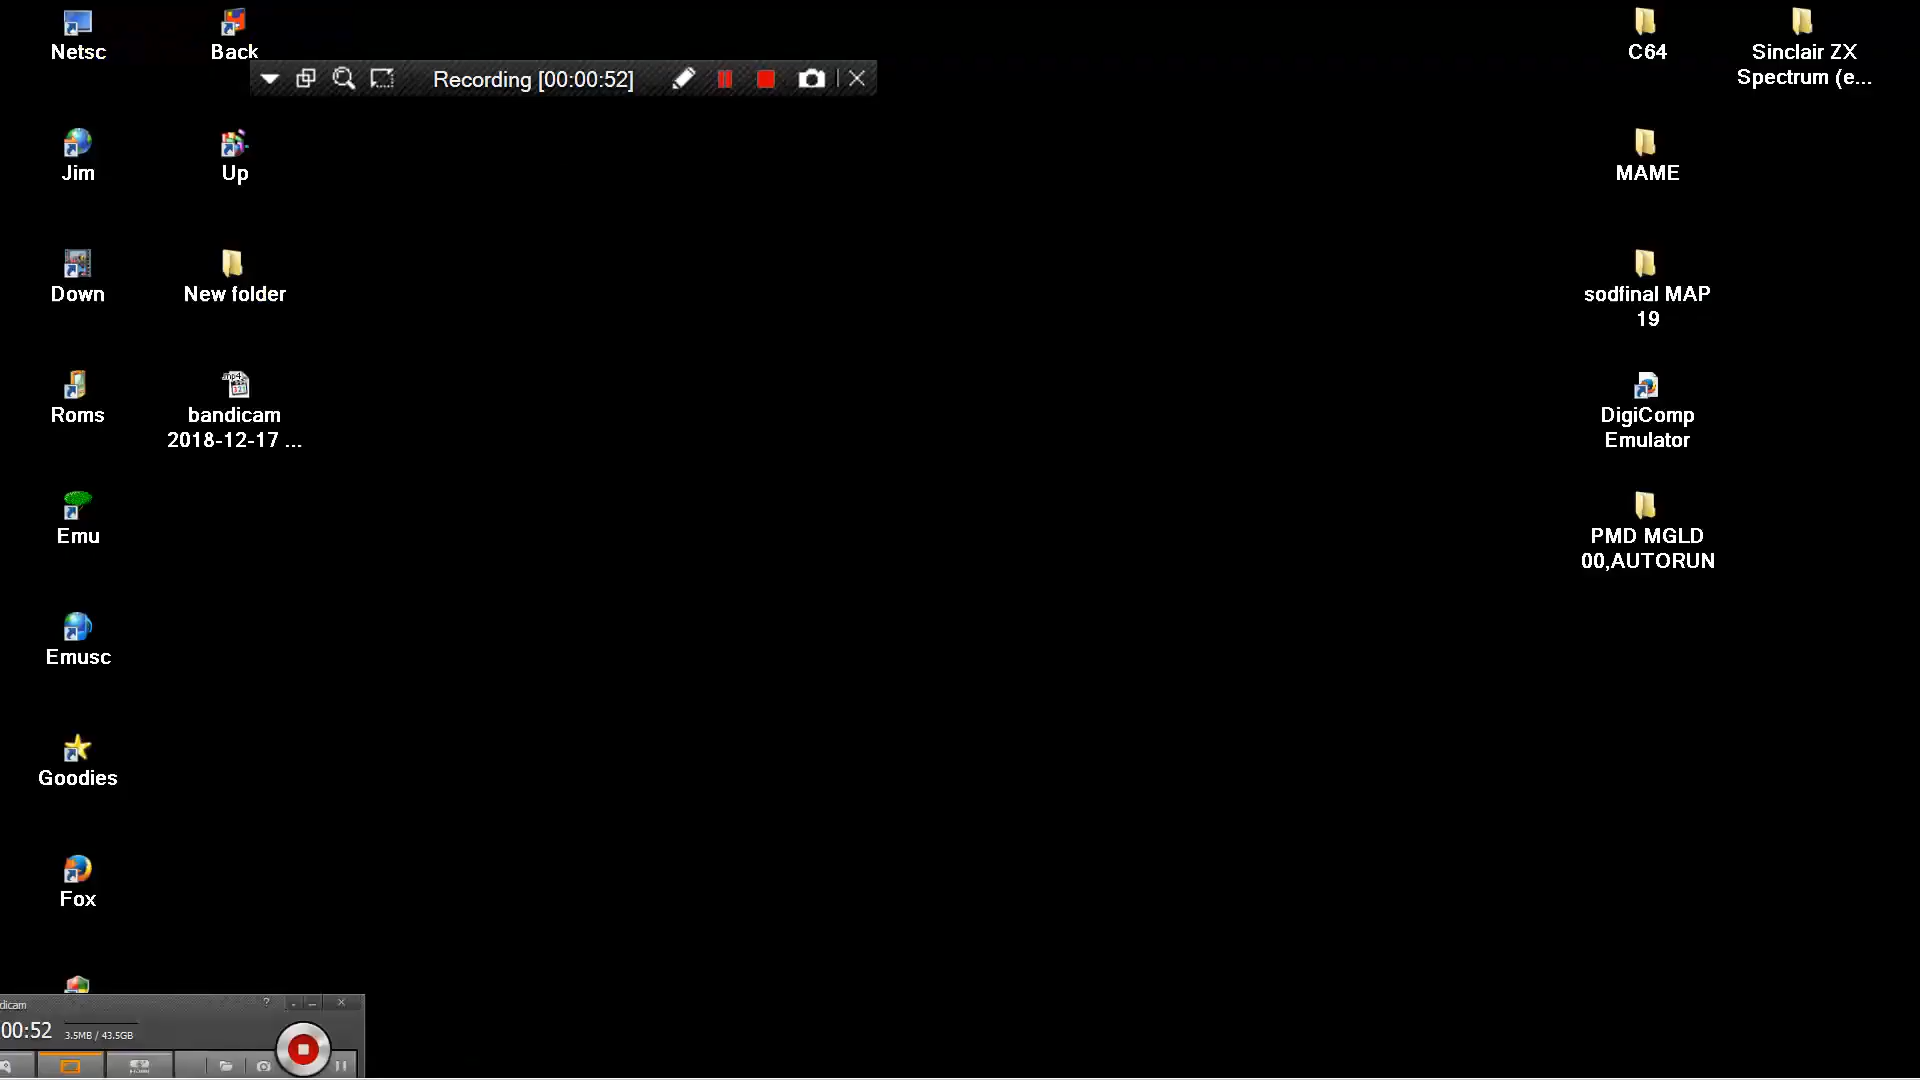 Netsc
Back
C64
Sinclair ZX
Spectrum (e...
Recording [00:00:52]
Jim
Up
MAME
Down
New folder
sodfinal MAP
19
Roms
bandicam
2018-12-17 ...
DigiComp
Emulator
Emu
PMD MGLD
00,AUTORUN
Emusc
Goodies
Fox
dicam
?
00:52
3.5MB / 43.5GB